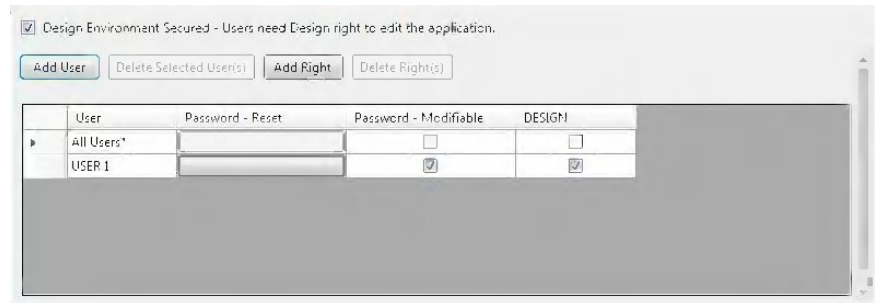 Design Environment Secured - Users need Design right to edit the application.
Add User Delete Selected User(s) Add Right Delete Right(s)
User Password - Reset Password - Modifiable DESIGN
All Users*
USER 1